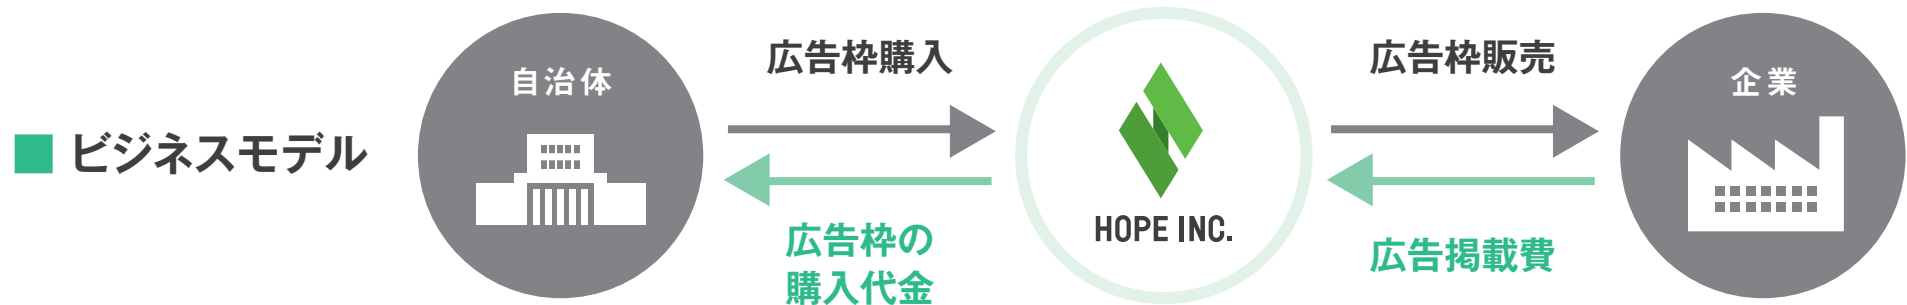 ビジネスモデル
自治体
広告枠購入
広告枠の
購入代金
HOPE INC.
広告枠販売
広告掲載費
企業